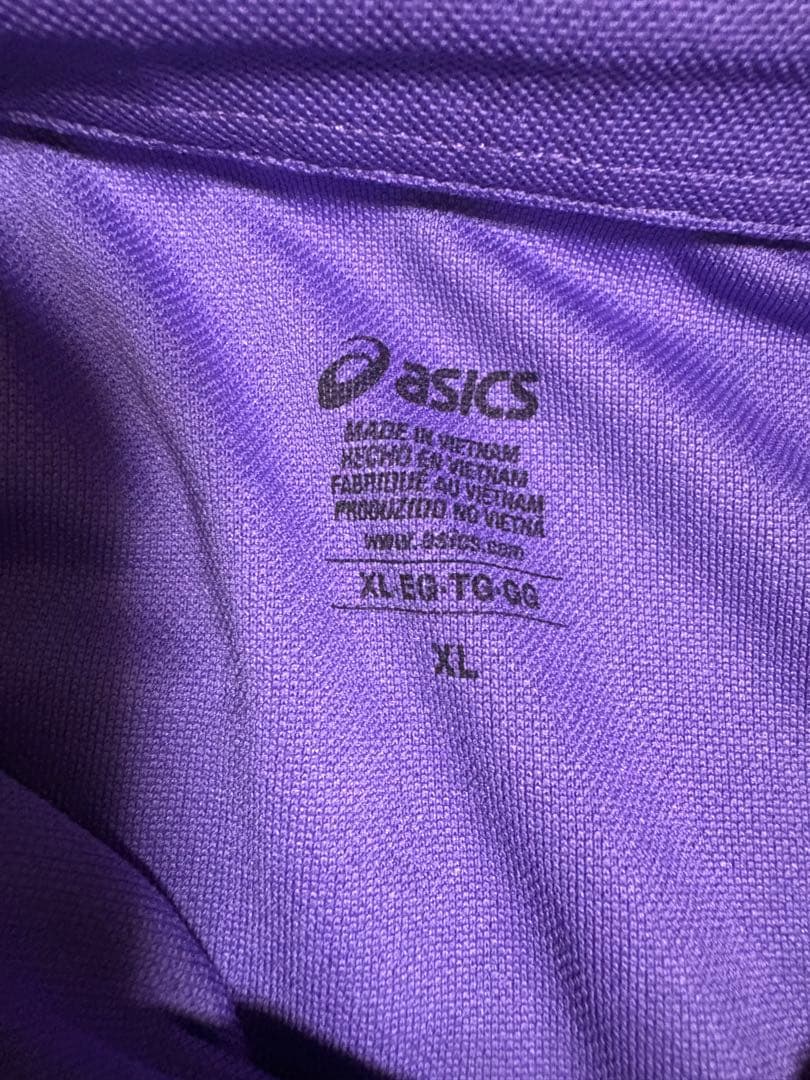 asics
MADE IN VIETNAM
HECHO EN VIETNAM
FABRIQUÉ AU VIETNAM
PRODUZIDO NO VIETNÃ
www.asics.com
XL·EG·TG·GG
XL